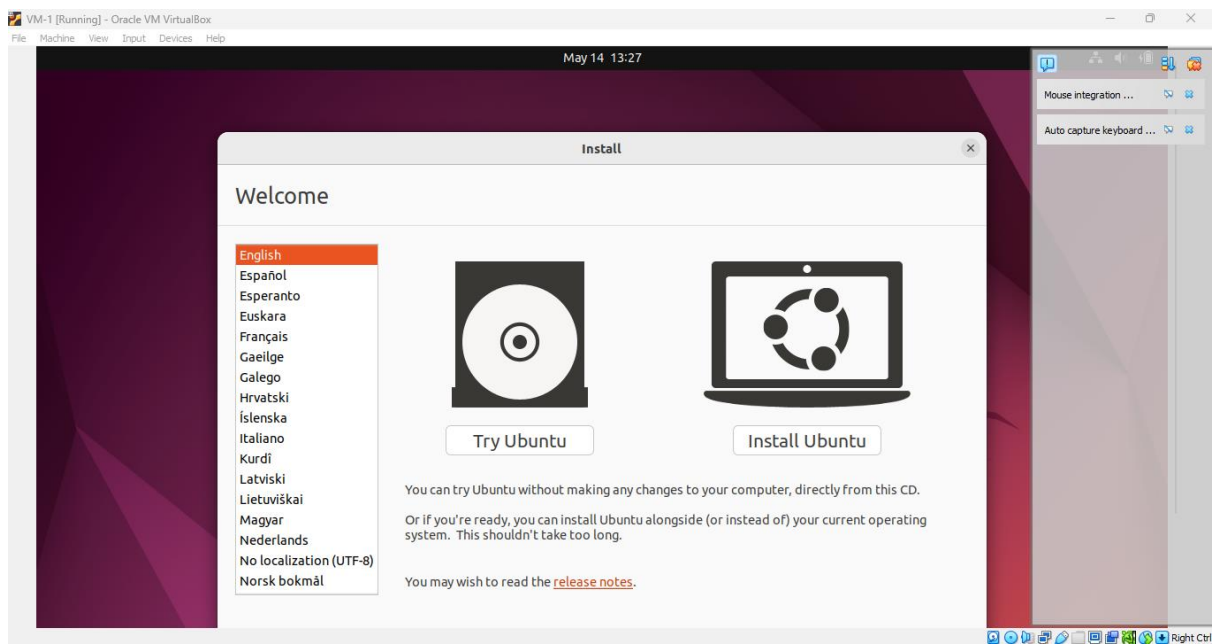 VM-1 [Running] - Oracle VM VirtualBox
File Machine View Input Devices Help
May 14 13:27
Mouse integration ...
Auto capture keyboard ...
Install
Welcome
English
Español
Esperanto
Euskara
Français
Gaeilge
Galego
Hrvatski
Íslenska
Italiano
Kurdî
Latviski
Lietuviškai
Magyar
Nederlands
No localization (UTF-8)
Norsk bokmål
Try Ubuntu
Install Ubuntu
You can try Ubuntu without making any changes to your computer, directly from this CD.
Or if you're ready, you can install Ubuntu alongside (or instead of) your current operating
system. This shouldn't take too long.
You may wish to read the release notes.
Right Ctrl